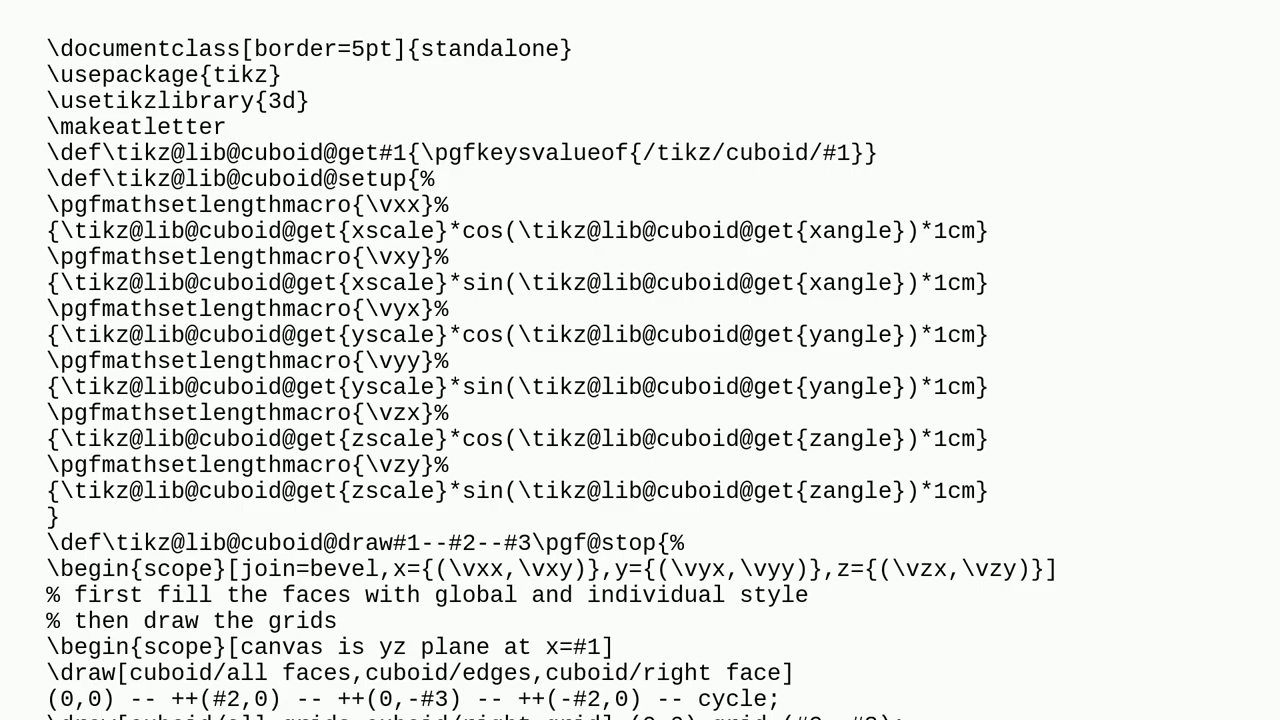 \documentclass[border=5pt]{standalone}
\usepackage{tikz}
\usetikzlibrary{3d}
\makeatletter
\def\tikz@lib@cuboid@get#1{\pgfkeysvalueof{/tikz/cuboid/#1}}
\def\tikz@lib@cuboid@setup{%
\pgfmathsetlengthmacro{\vxx}%
{\tikz@lib@cuboid@get{xscale}*cos(\tikz@lib@cuboid@get{xangle})*1cm}
\pgfmathsetlengthmacro{\vxy}%
{\tikz@lib@cuboid@get{xscale}*sin(\tikz@lib@cuboid@get{xangle})*1cm}
\pgfmathsetlengthmacro{\vyx}%
{\tikz@lib@cuboid@get{yscale}*cos(\tikz@lib@cuboid@get{yangle})*1cm}
\pgfmathsetlengthmacro{\vyy}%
{\tikz@lib@cuboid@get{yscale}*sin(\tikz@lib@cuboid@get{yangle})*1cm}
\pgfmathsetlengthmacro{\vzx}%
{\tikz@lib@cuboid@get{zscale}*cos(\tikz@lib@cuboid@get{zangle})*1cm}
\pgfmathsetlengthmacro{\vzy}%
{\tikz@lib@cuboid@get{zscale}*sin(\tikz@lib@cuboid@get{zangle})*1cm}
}
\def\tikz@lib@cuboid@draw#1--#2--#3\pgf@stop{%
\begin{scope}[join=bevel,x={(\vxx,\vxy)},y={(\vyx,\vyy)},z={(\vzx,\vzy)}]
% first fill the faces with global and individual style
% then draw the grids
\begin{scope}[canvas is yz plane at x=#1]
\draw[cuboid/all faces,cuboid/edges,cuboid/right face]
(0,0) -- ++(#2,0) -- ++(0,-#3) -- ++(-#2,0) -- cycle;